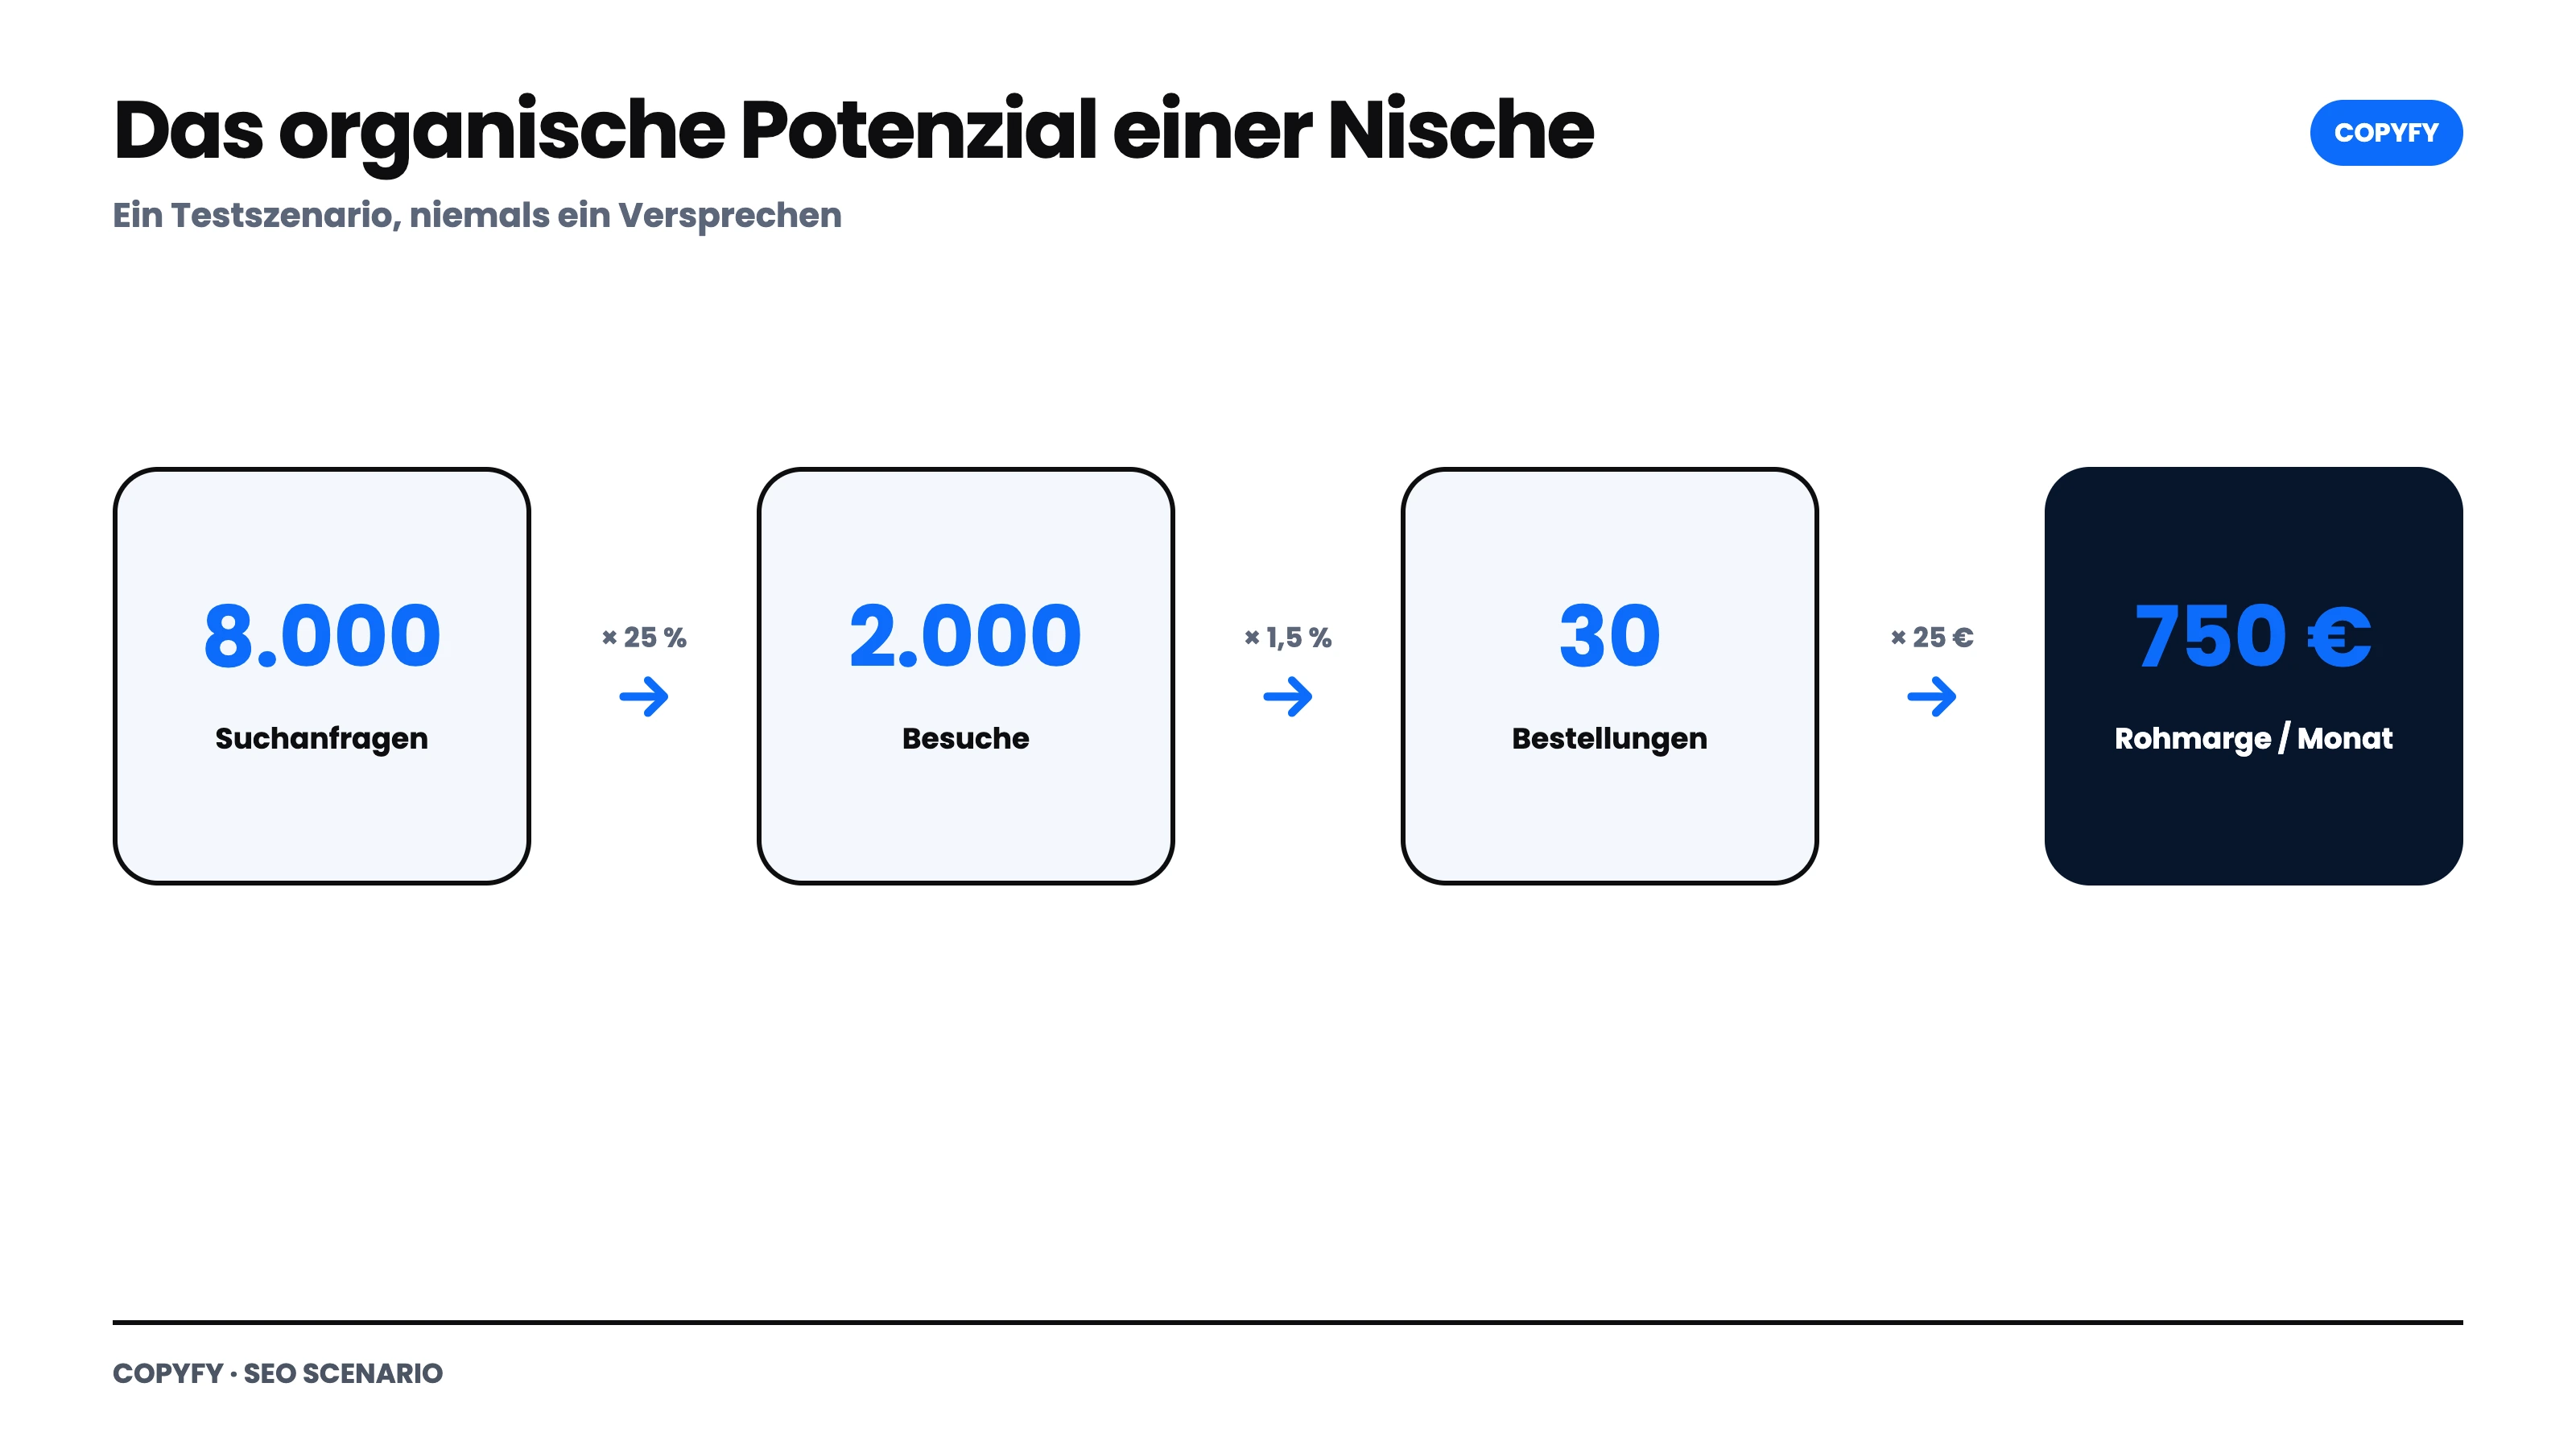 Das organische Potenzial einer Nische
COPYFY
Ein Testszenario, niemals ein Versprechen
8.000
Suchanfragen
× 25 %
2.000
Besuche
× 1,5 %
30
Bestellungen
× 25 €
750 €
Rohmarge / Monat
COPYFY · SEO SCENARIO